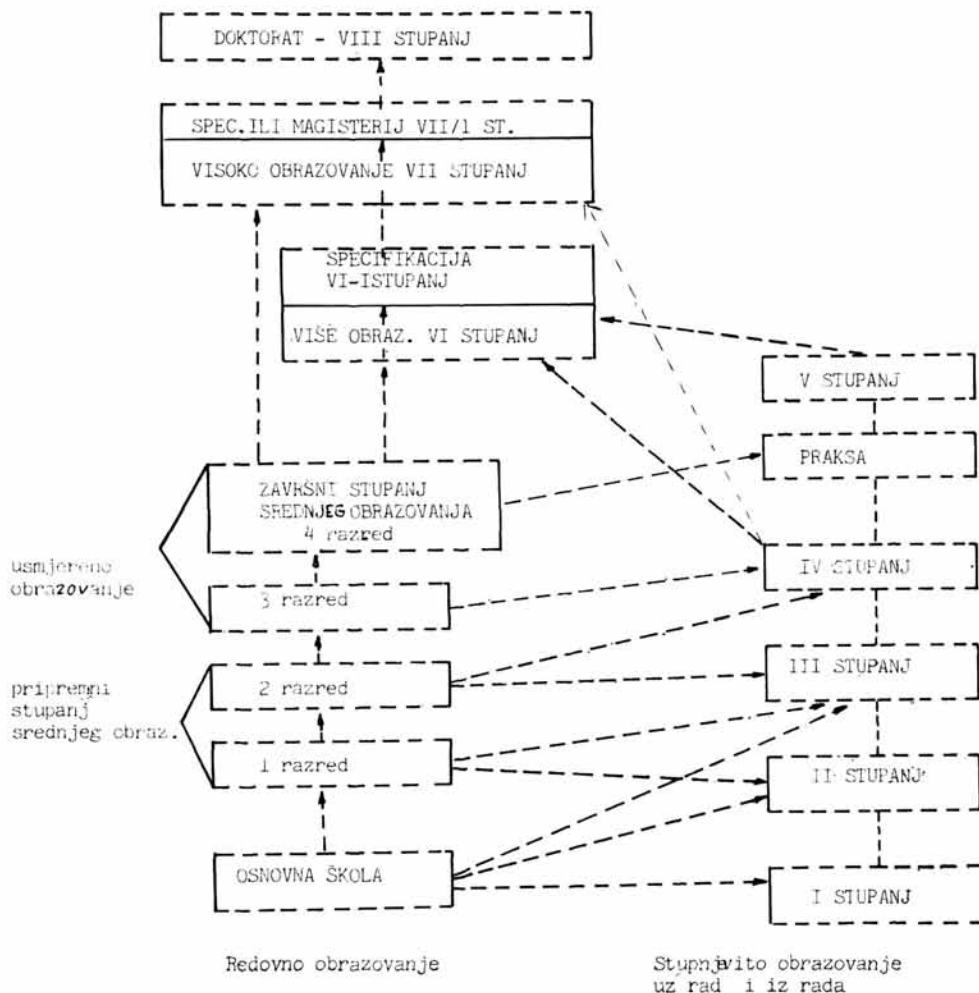 DOKTORAT - VIII STUPANJ
SPEC.ILI MAGISTERIJ VII/1 ST.
VISOKO OBRAZOVANJE VII STUPANJ
SPECIFIKACIJA
VI-ISTUPANJ
VIŠE OBRAZ. VI STUPANJ
V STUPANJ
PRAKSA
ZAVRŠNI STUPANJ
SREDNJEG OBRAZOVANJA
4 razred
usmjereno
obrazovanje
IV STUPANJ
3 razred
III STUPANJ
pripremni
stupanj
srednjeg obraz.
2 razred
1 razred
II STUPANJ
OSNOVNA ŠKOLA
I STUPANJ
Redovno obrazovanje
Stupnjevito obrazovanje
uz rad i iz rada